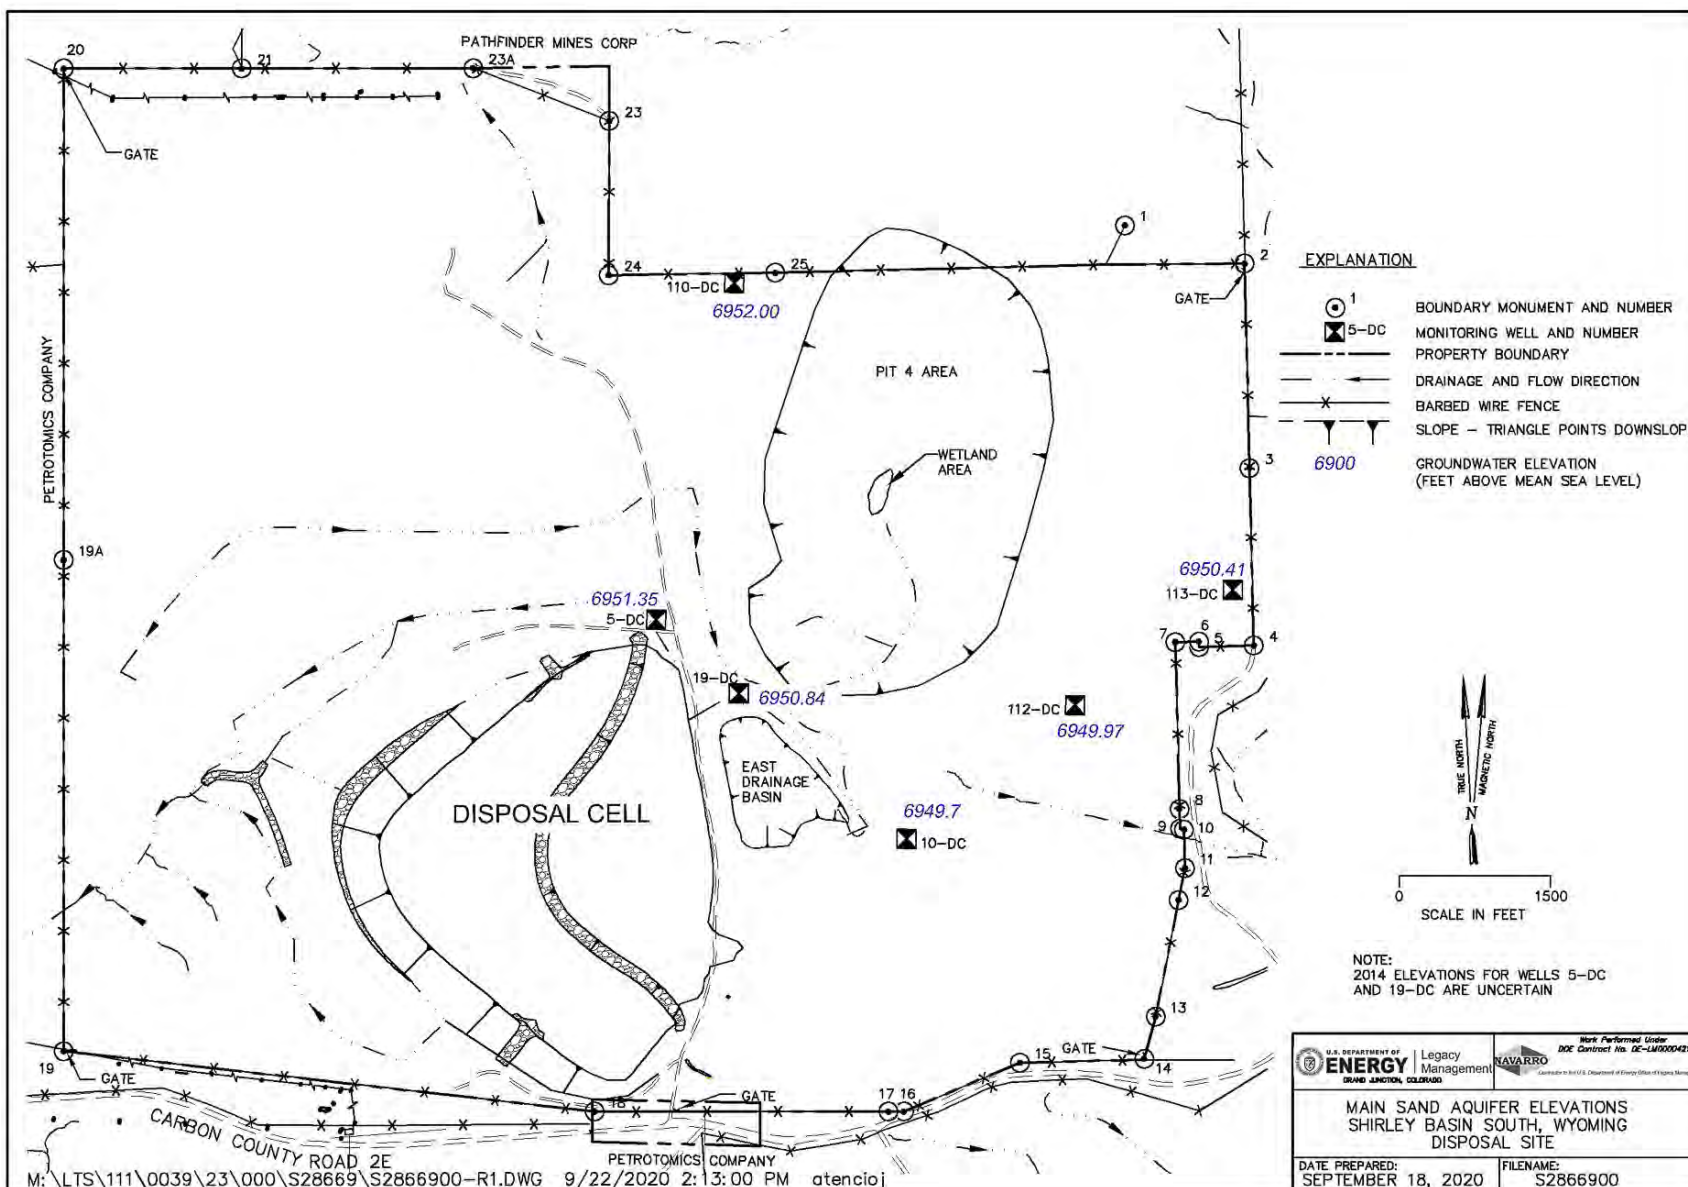 PATHFINDER MINES CORP
20
21
23A
23
GATE
24
25
1
2
GATE
110-DC
6952.00
PETROTOMICS COMPANY
PIT 4 AREA
WETLAND
AREA
3
19A
6950.41
113-DC
6951.35
5-DC
7
6
5
4
19-DC
6950.84
112-DC
6949.97
EAST
DRAINAGE
BASIN
DISPOSAL CELL
6949.7
10-DC
8
9
10
11
12
13
14
GATE
15
16
17
18
GATE
19
GATE
CARBON COUNTY ROAD 2E
PETROTOMICS COMPANY
EXPLANATION
1
BOUNDARY MONUMENT AND NUMBER
5-DC
MONITORING WELL AND NUMBER
PROPERTY BOUNDARY
DRAINAGE AND FLOW DIRECTION
BARBED WIRE FENCE
SLOPE - TRIANGLE POINTS DOWNSLOP
6900
GROUNDWATER ELEVATION
(FEET ABOVE MEAN SEA LEVEL)
TRUE NORTH
MAGNETIC NORTH
N
0
1500
SCALE IN FEET
NOTE:
2014 ELEVATIONS FOR WELLS 5-DC
AND 19-DC ARE UNCERTAIN
U.S. DEPARTMENT OF
ENERGY
Legacy
Management
GRAND JUNCTION, COLORADO
NAVARRO
Work Performed Under
DOE Contract No.
MAIN SAND AQUIFER ELEVATIONS
SHIRLEY BASIN SOUTH, WYOMING
DISPOSAL SITE
DATE PREPARED:
SEPTEMBER 18, 2020
FILENAME:
S2866900
M:\LTS\111\0039\23\000\S28669\S2866900-R1.DWG 9/22/2020 2:13:00 PM atencioj